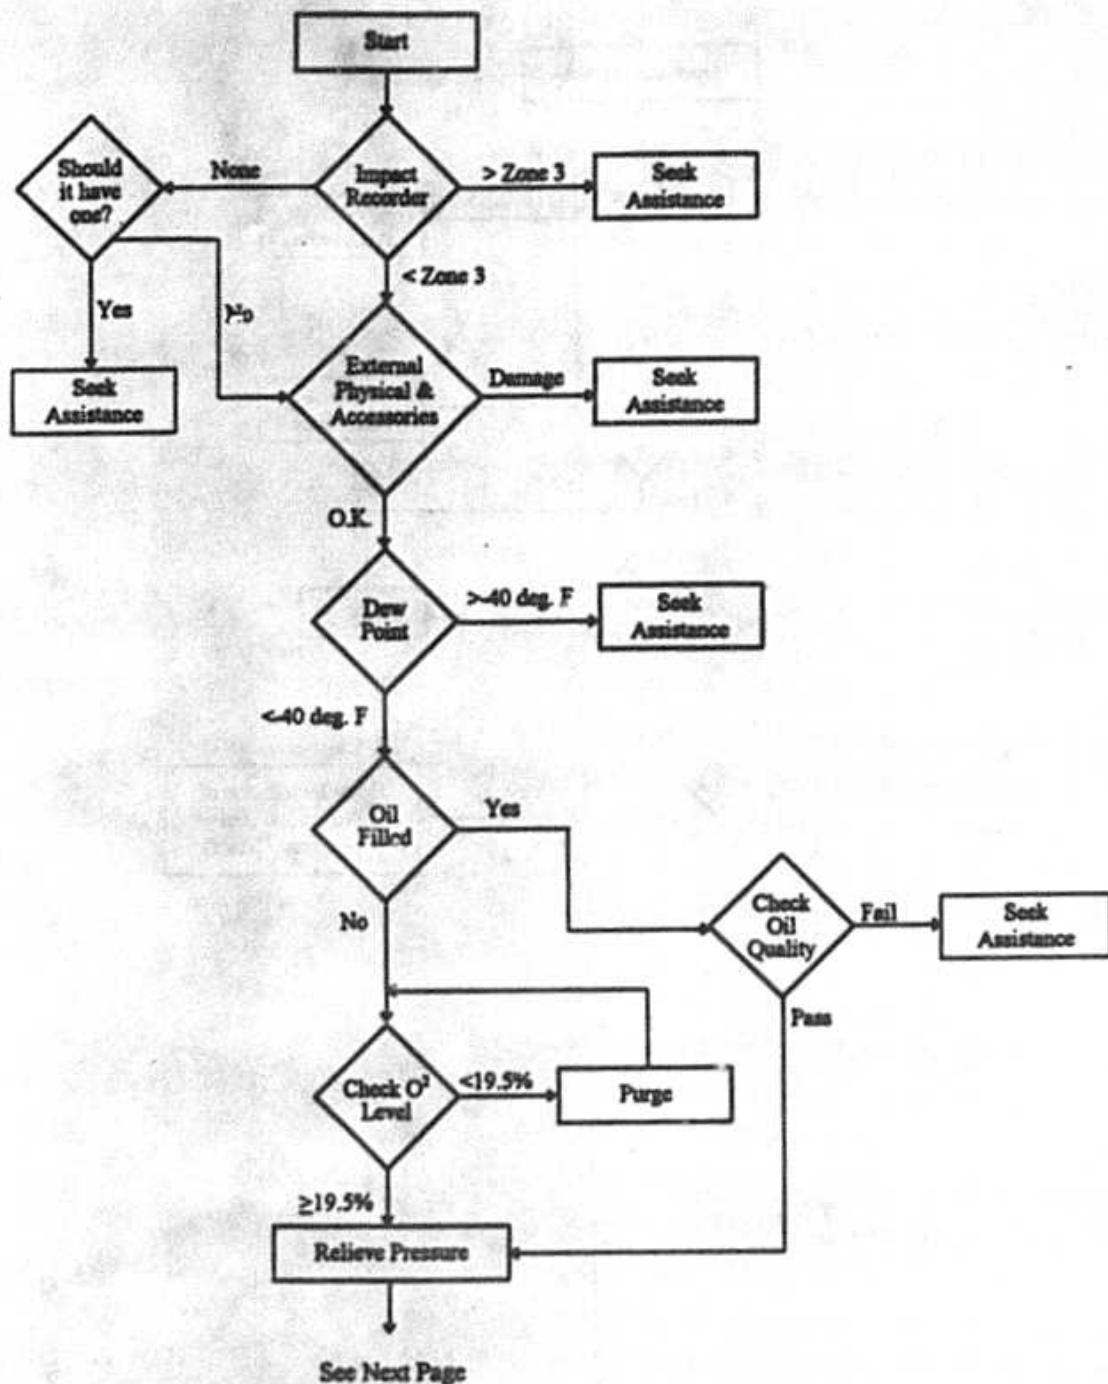 Start
Should
it have
one?
None
Impact
Recorder
> Zone 3
Seek
Assistance
< Zone 3
Yes
No
Seek
Assistance
External
Physical &
Accessories
Damage
Seek
Assistance
O.K.
Dew
Point
>-40 deg. F
Seek
Assistance
<-40 deg. F
Oil
Filled
Yes
No
Check
Oil
Quality
Fail
Seek
Assistance
Pass
Check O²
Level
<19.5%
Purge
≥19.5%
Relieve Pressure
See Next Page